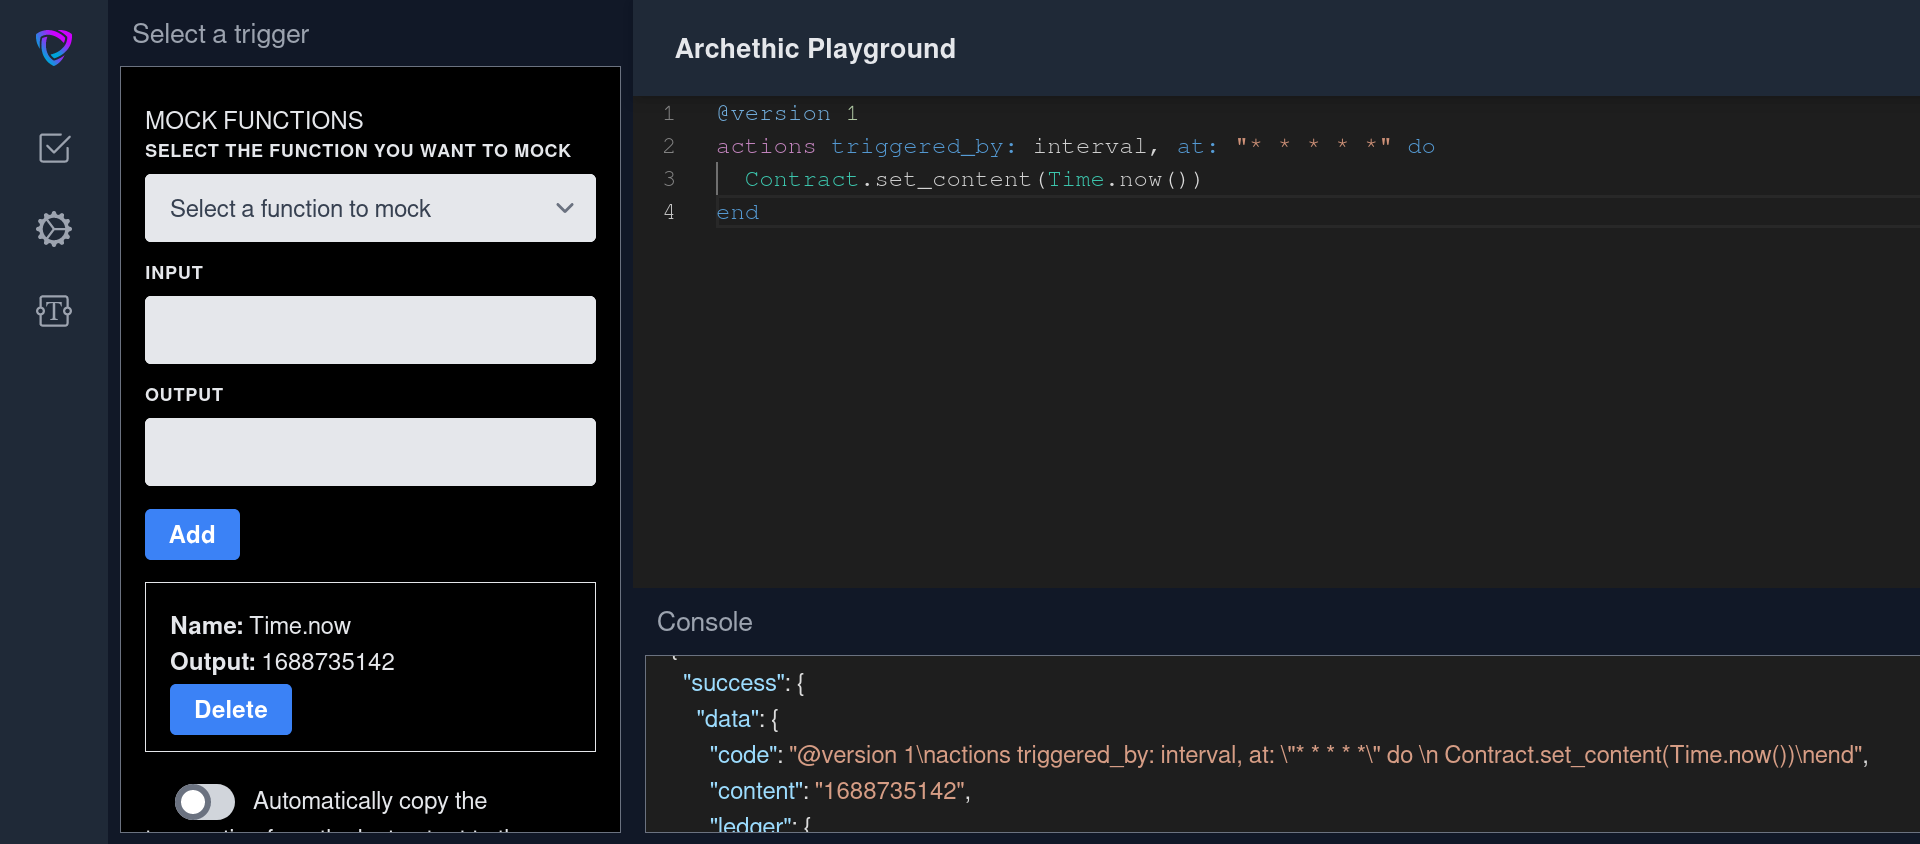 Select a trigger
MOCK FUNCTIONS
SELECT THE FUNCTION YOU WANT TO MOCK
Select a function to mock
INPUT
OUTPUT
Add
Name: Time.now
Output: 1688735142
Delete
Automatically copy the
Archethic Playground
1 @version 1
2 actions triggered_by: interval, at: "* * * * *" do
3 Contract.set_content(Time.now())
4 end
Console
{
"success": {
"data": {
"code": "@version 1\nactions triggered_by: interval, at: \"* * * * *\" do \n Contract.set_content(Time.now())\nend",
"content": "1688735142",
"ledger": {